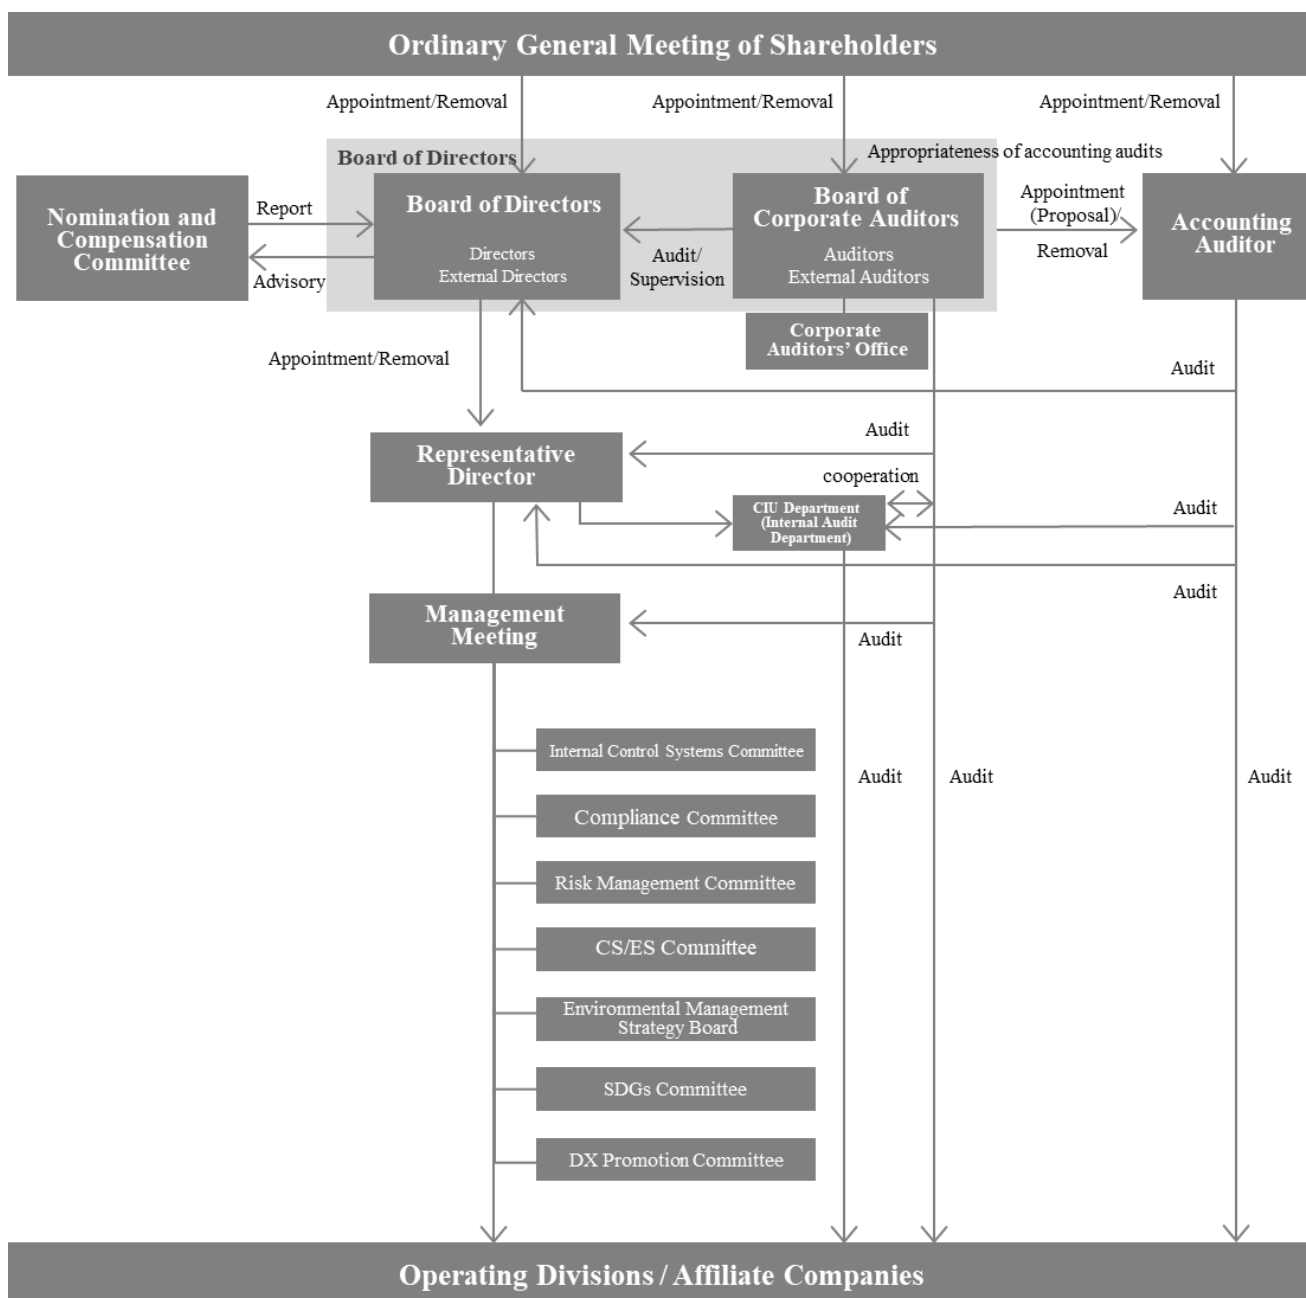 Ordinary General Meeting of Shareholders
Appointment/Removal
Appointment/Removal
Appointment/Removal
Board of Directors
Appropriateness of accounting audits
Nomination and
Compensation
Committee
Report
Advisory
Board of Directors
Directors
External Directors
Audit/
Supervision
Board of
Corporate Auditors
Auditors
External Auditors
Appointment
(Proposal)/
Removal
Accounting
Auditor
Corporate
Auditors' Office
Appointment/Removal
Audit
Representative
Director
Audit
cooperation
CIU Department
(Internal Audit
Department)
Audit
Audit
Management
Meeting
Audit
Internal Control Systems Committee
Audit
Audit
Audit
Compliance Committee
Risk Management Committee
CS/ES Committee
Environmental Management
Strategy Board
SDGs Committee
DX Promotion Committee
Operating Divisions / Affiliate Companies